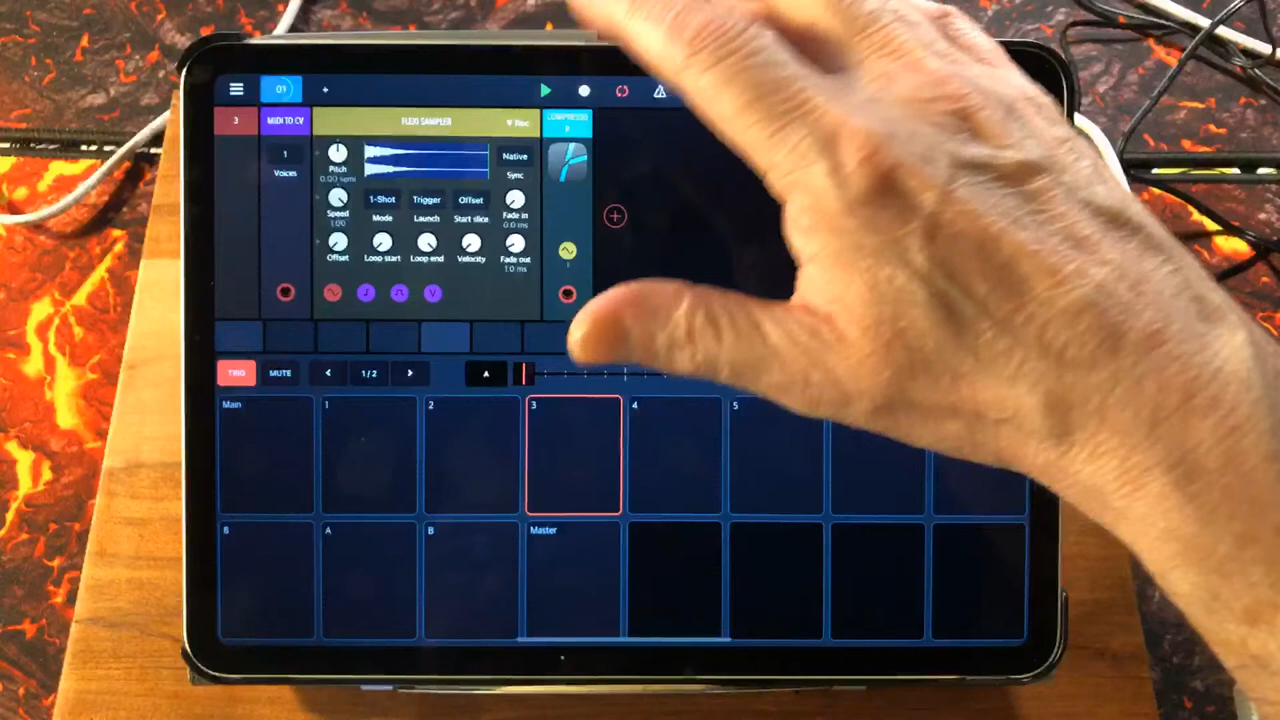 01 +
3 MIDI TO CV FLEXI SAMPLER Rec COMPRESSO
1
Voices
Pitch
0.00 semi
Native
Sync
Speed
1.00
1-Shot Trigger Offset
Mode Launch Start slice Fade in
0.0 ms
Offset Loop start Loop end Velocity Fade out
1.0 ms
V
TRIG MUTE < 1/2 > A
Main 1 2 3 4 5
A B Master